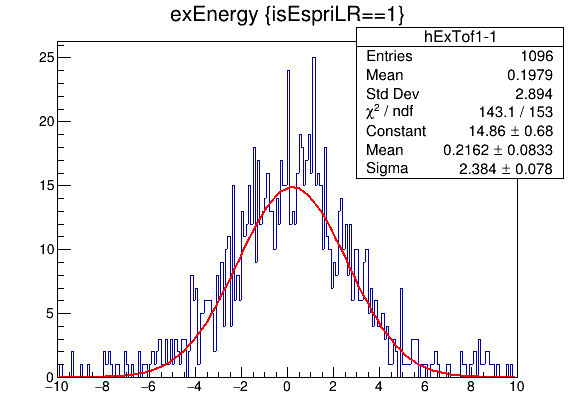 exEnergy {isEspriLR==1}
hExTof1-1
Entries 1096
Mean 0.1979
Std Dev 2.894
χ² / ndf 143.1 / 153
Constant 14.86 ± 0.68
Mean 0.2162 ± 0.0833
Sigma 2.384 ± 0.078
25
20
15
10
5
0
−10 −8 −6 −4 −2 0 2 4 6 8 10